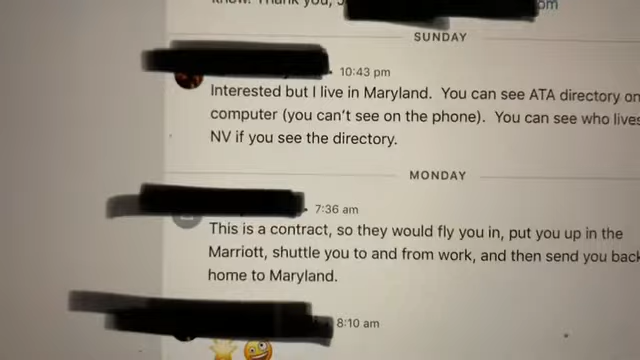 Thank you,
SUNDAY
10:43 pm
Interested but I live in Maryland. You can see ATA directory on
computer (you can't see on the phone). You can see who lives
NV if you see the directory.
MONDAY
7:36 am
This is a contract, so they would fly you in, put you up in the
Marriott, shuttle you to and from work, and then send you back
home to Maryland.
8:10 am